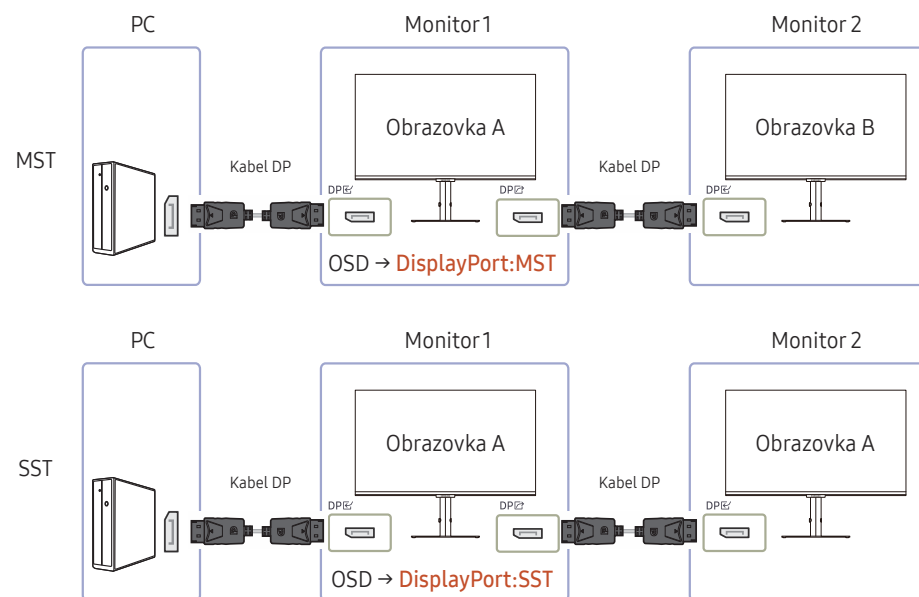 PC Monitor 1 Monitor 2
Obrazovka A Obrazovka B
MST
Kabel DP Kabel DP
DP DP DP
OSD → DisplayPort:MST
PC Monitor 1 Monitor 2
Obrazovka A Obrazovka A
SST
Kabel DP Kabel DP
DP DP DP
OSD → DisplayPort:SST